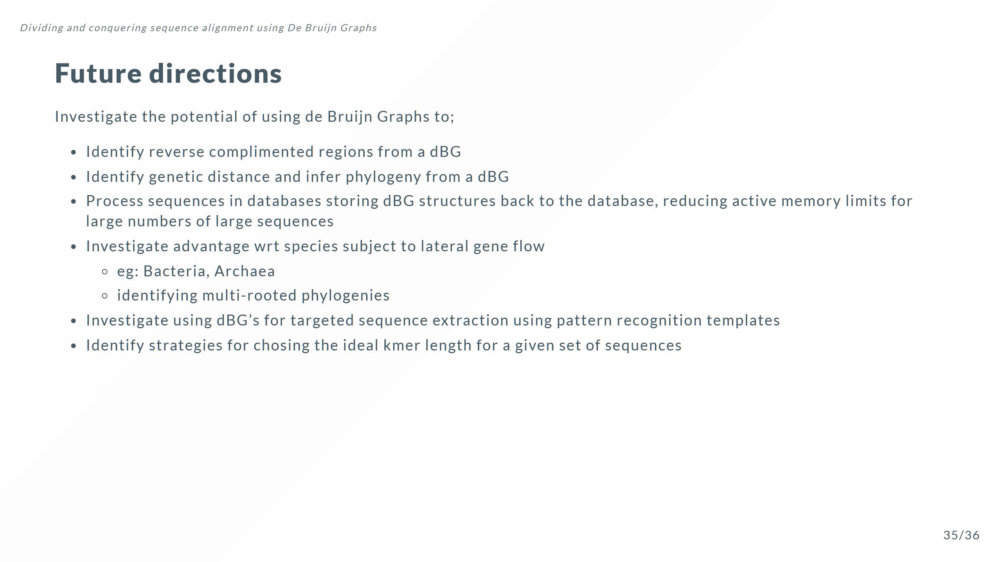 Dividing and conquering sequence alignment using De Bruijn Graphs
Future directions
Investigate the potential of using de Bruijn Graphs to;
• Identify reverse complimented regions from a dBG
• Identify genetic distance and infer phylogeny from a dBG
• Process sequences in databases storing dBG structures back to the database, reducing active memory limits for
large numbers of large sequences
• Investigate advantage wrt species subject to lateral gene flow
◦ eg: Bacteria, Archaea
◦ identifying multi-rooted phylogenies
• Investigate using dBG’s for targeted sequence extraction using pattern recognition templates
• Identify strategies for chosing the ideal kmer length for a given set of sequences
35/36